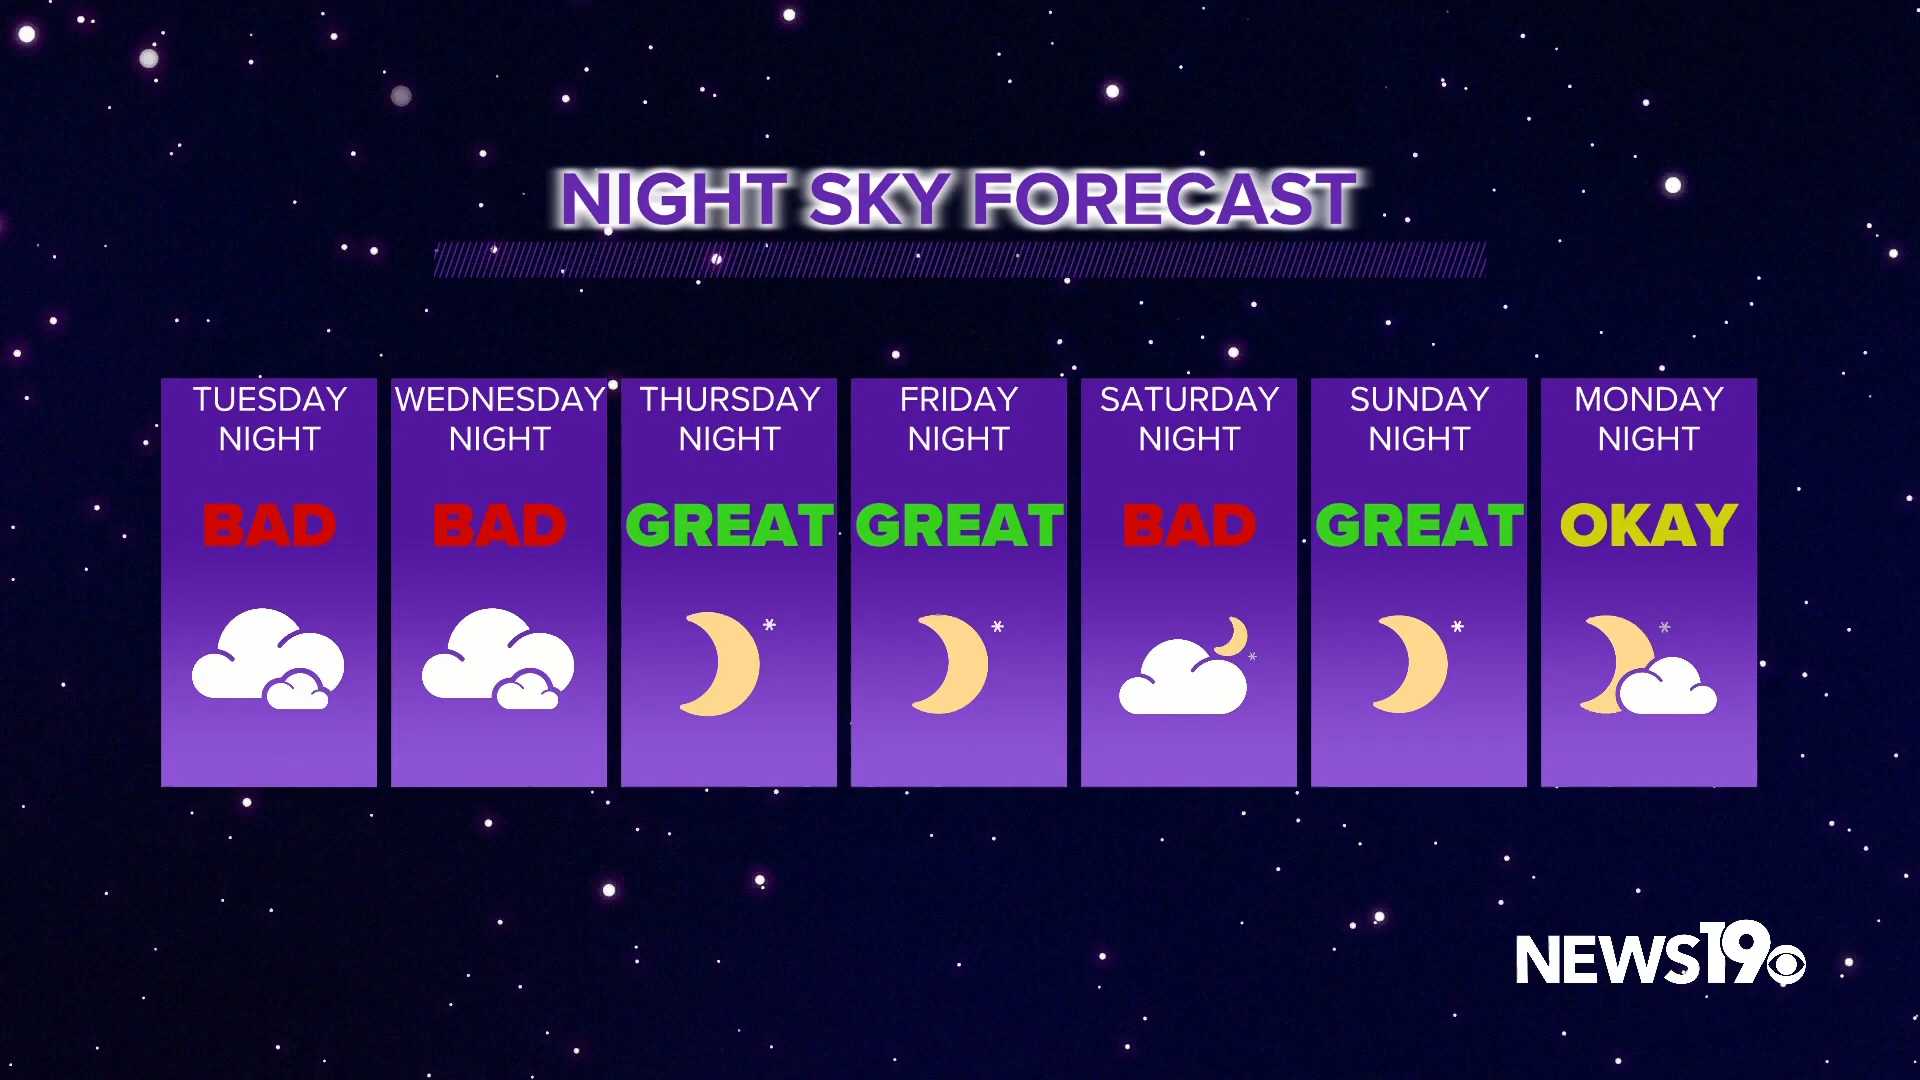 NIGHT SKY FORECAST
TUESDAY
NIGHT
BAD
WEDNESDAY
NIGHT
BAD
THURSDAY
NIGHT
GREAT
FRIDAY
NIGHT
GREAT
SATURDAY
NIGHT
BAD
SUNDAY
NIGHT
GREAT
MONDAY
NIGHT
OKAY
NEWS19